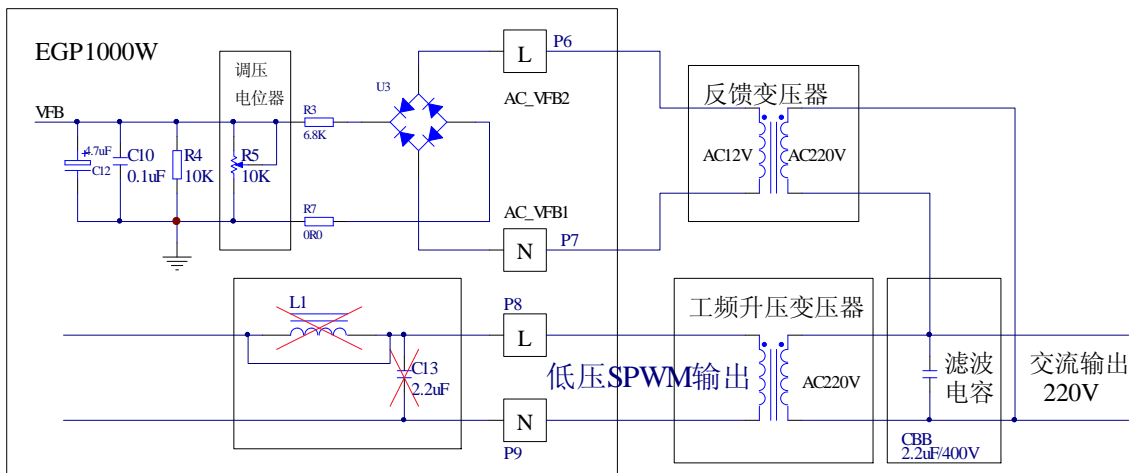 EGP1000W
VFB
调压
电位器
4.7uF
+
C12
C10
0.1uF
R4
10K
R5
10K
R3
6.8K
R7
0R0
U3
L
P6
AC_VFB2
AC_VFB1
N
P7
反馈变压器
AC12V
AC220V
L1
C13
2.2uF
P8
L
低压SPWM输出
N
P9
工频升压变压器
AC220V
滤波
电容
CBB
2.2uF/400V
交流输出
220V